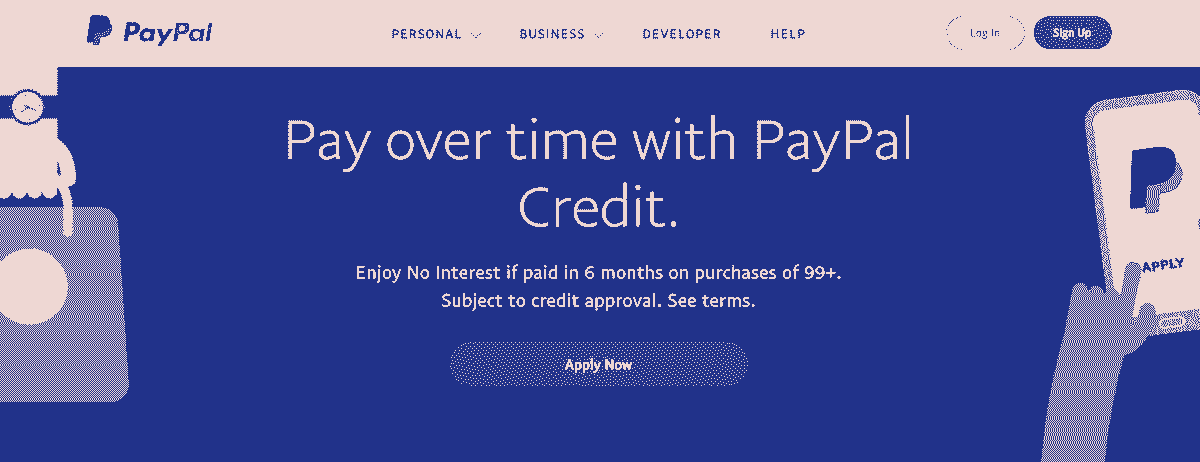 PayPal
PERSONAL
BUSINESS
DEVELOPER
HELP
Log In
Sign Up
Pay over time with PayPal
Credit.
Enjoy No Interest if paid in 6 months on purchases of 99+.
Subject to credit approval. See terms.
Apply Now
APPLY